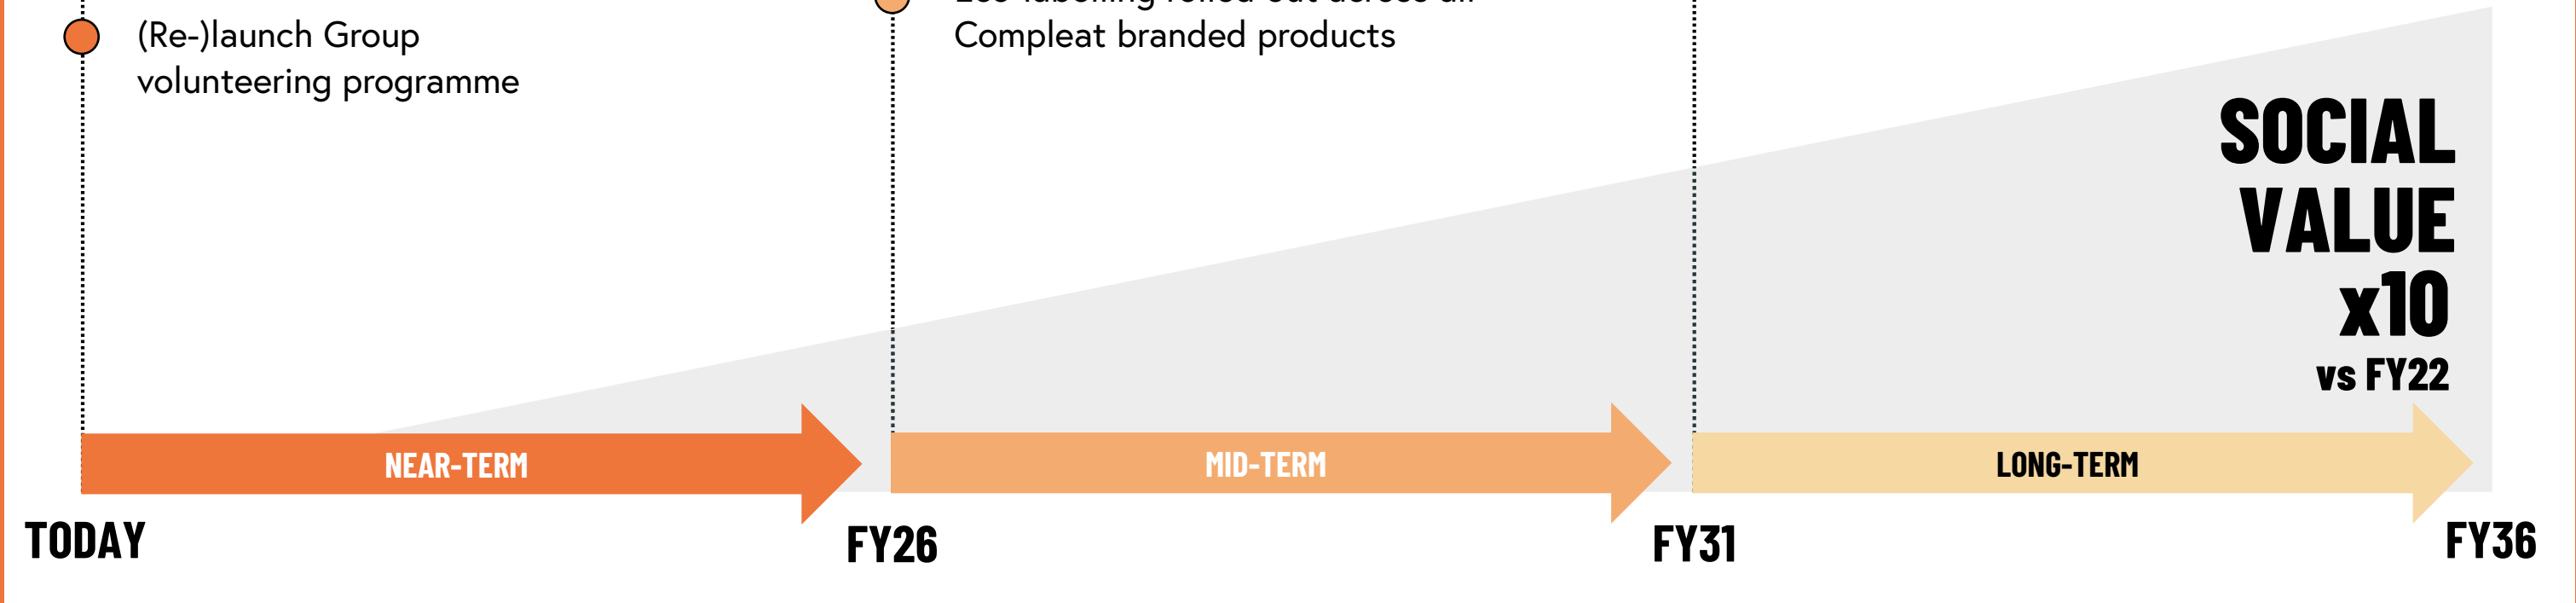 (Re-)launch Group
volunteering programme
Compleat branded products
SOCIAL
VALUE
x10
vs FY22
NEAR-TERM
MID-TERM
LONG-TERM
TODAY
FY26
FY31
FY36